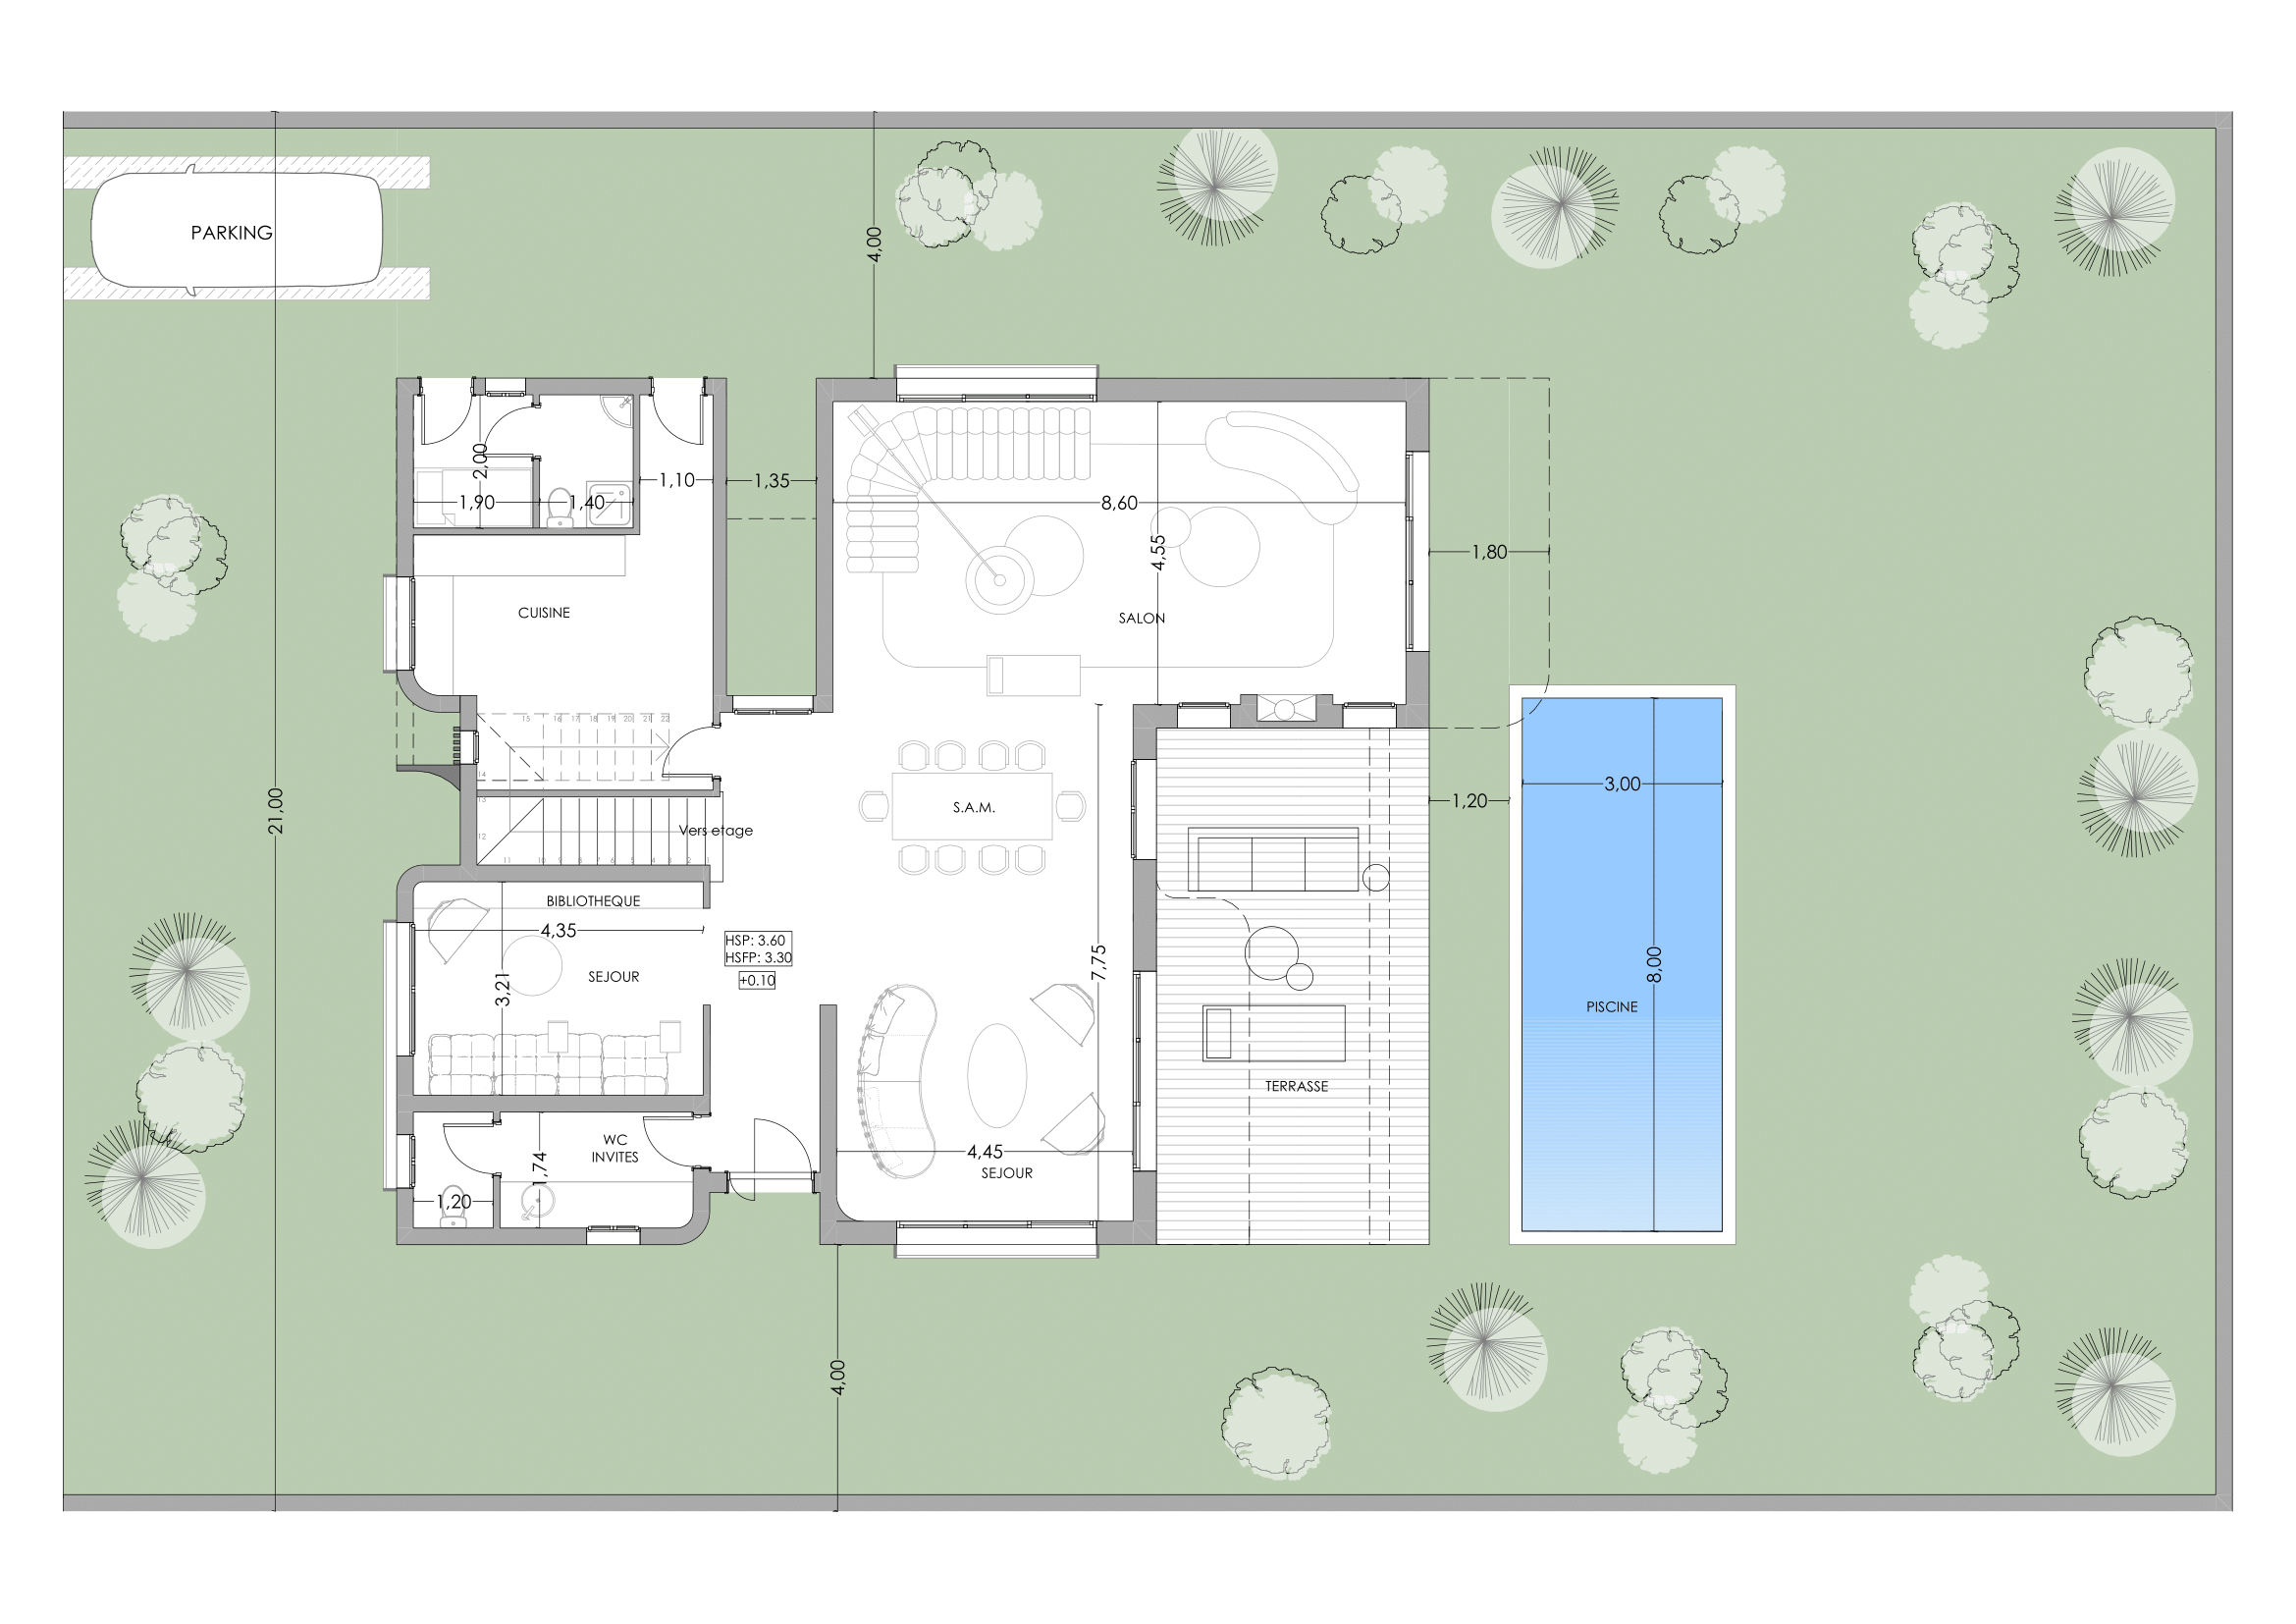 PARKING
4,00
2,00
1,90
1,40
1,10
1,35
8,60
4,55
1,80
CUISINE
SALON
15 16 17 18 19 20 21 22
14
13
12
11 10 9 8 7 6 5 4 3 2 1
Vers etage
21,00
S.A.M.
1,20
3,00
BIBLIOTHEQUE
4,35
HSP: 3.60
HSFP: 3.30
+0.10
SEJOUR
3,21
7,75
8,00
PISCINE
TERRASSE
WC
INVITES
1,74
1,20
4,45
SEJOUR
4,00